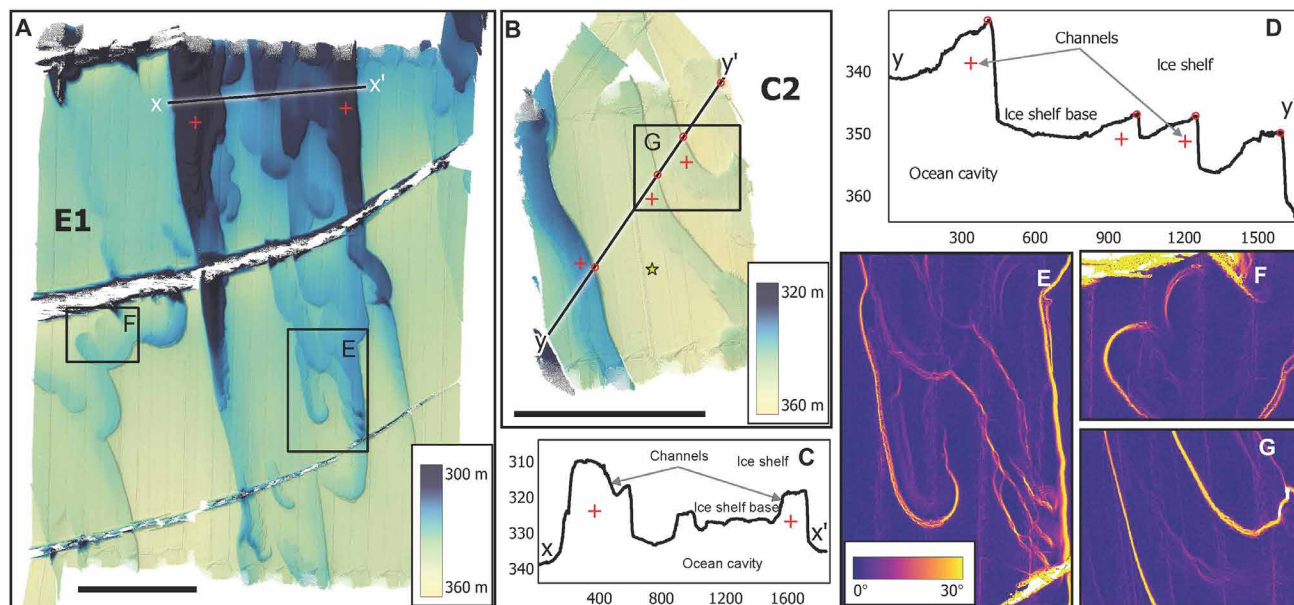 A
x
x'
E1
F
E
300 m
360 m
B
y'
C2
G
y
320 m
360 m
C
Channels
Ice shelf
Ice shelf base
Ocean cavity
x
x'
310
320
330
340
400
800
1200
1600
D
Channels
Ice shelf
Ice shelf base
Ocean cavity
y
y'
340
350
360
300
600
900
1200
1500
E
0°
30°
F
G